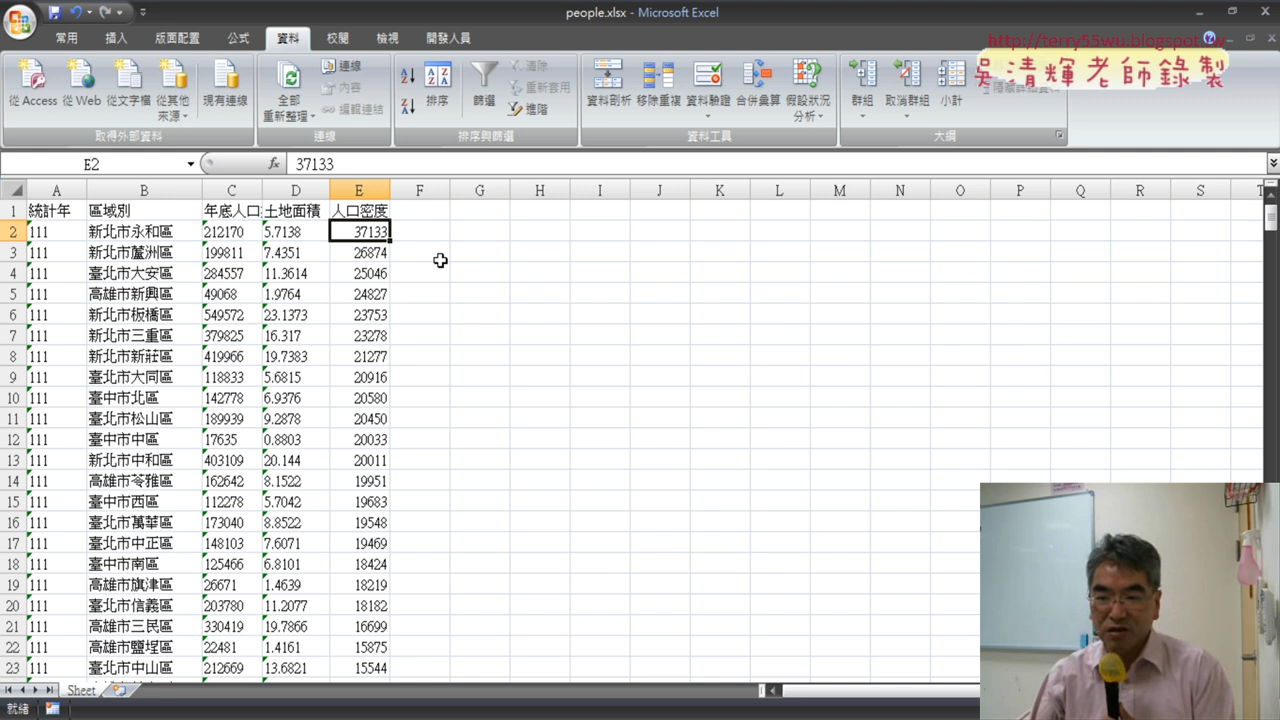 people.xlsx - Microsoft Excel
常用 插入 版面配置 公式 資料 校閱 檢視 開發人員
http://terry55wu.blogspot.tw
吳清輝老師錄製
從 Access 從 Web 從文字檔 從其他來源 現有連線
取得外部資料
全部重新整理 連線 內容 編輯連結
連線
排序 篩選 清除 重新套用 進階
排序與篩選
資料剖析 移除重複 資料驗證 合併彙算 假設狀況分析
資料工具
群組 取消群組 小計
大綱
E2 fx 37133
A B C D E F G H I J K L M N O P Q R S T
1 統計年 區域別 年底人口 土地面積 人口密度
2 111 新北市永和區 212170 5.7138 37133
3 111 新北市蘆洲區 199811 7.4351 26874
4 111 臺北市大安區 284557 11.3614 25046
5 111 高雄市新興區 49068 1.9764 24827
6 111 新北市板橋區 549572 23.1373 23753
7 111 新北市三重區 379825 16.317 23278
8 111 新北市新莊區 419966 19.7383 21277
9 111 臺北市大同區 118833 5.6815 20916
10 111 臺中市北區 142778 6.9376 20580
11 111 臺北市松山區 189939 9.2878 20450
12 111 臺中市中區 17635 0.8803 20033
13 111 新北市中和區 403109 20.144 20011
14 111 高雄市苓雅區 162642 8.1522 19951
15 111 臺中市西區 112278 5.7042 19683
16 111 臺北市萬華區 173040 8.8522 19548
17 111 臺北市中正區 148103 7.6071 19469
18 111 臺中市南區 125466 6.8101 18424
19 111 高雄市旗津區 26671 1.4639 18219
20 111 臺北市信義區 203780 11.2077 18182
21 111 高雄市三民區 330419 19.7866 16699
22 111 高雄市鹽埕區 22481 1.4161 15875
23 111 臺北市中山區 212669 13.6821 15544
Sheet
就緒